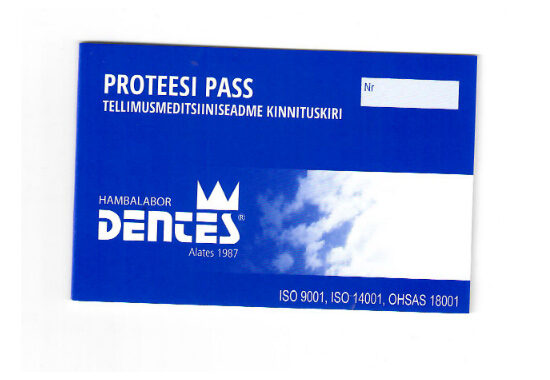 PROTEESI PASS
Nr
TELLIMUSMEDITSIINISEADME KINNITUSKIRI
HAMBALABOR
DENTES®
Alates 1987
ISO 9001, ISO 14001, OHSAS 18001